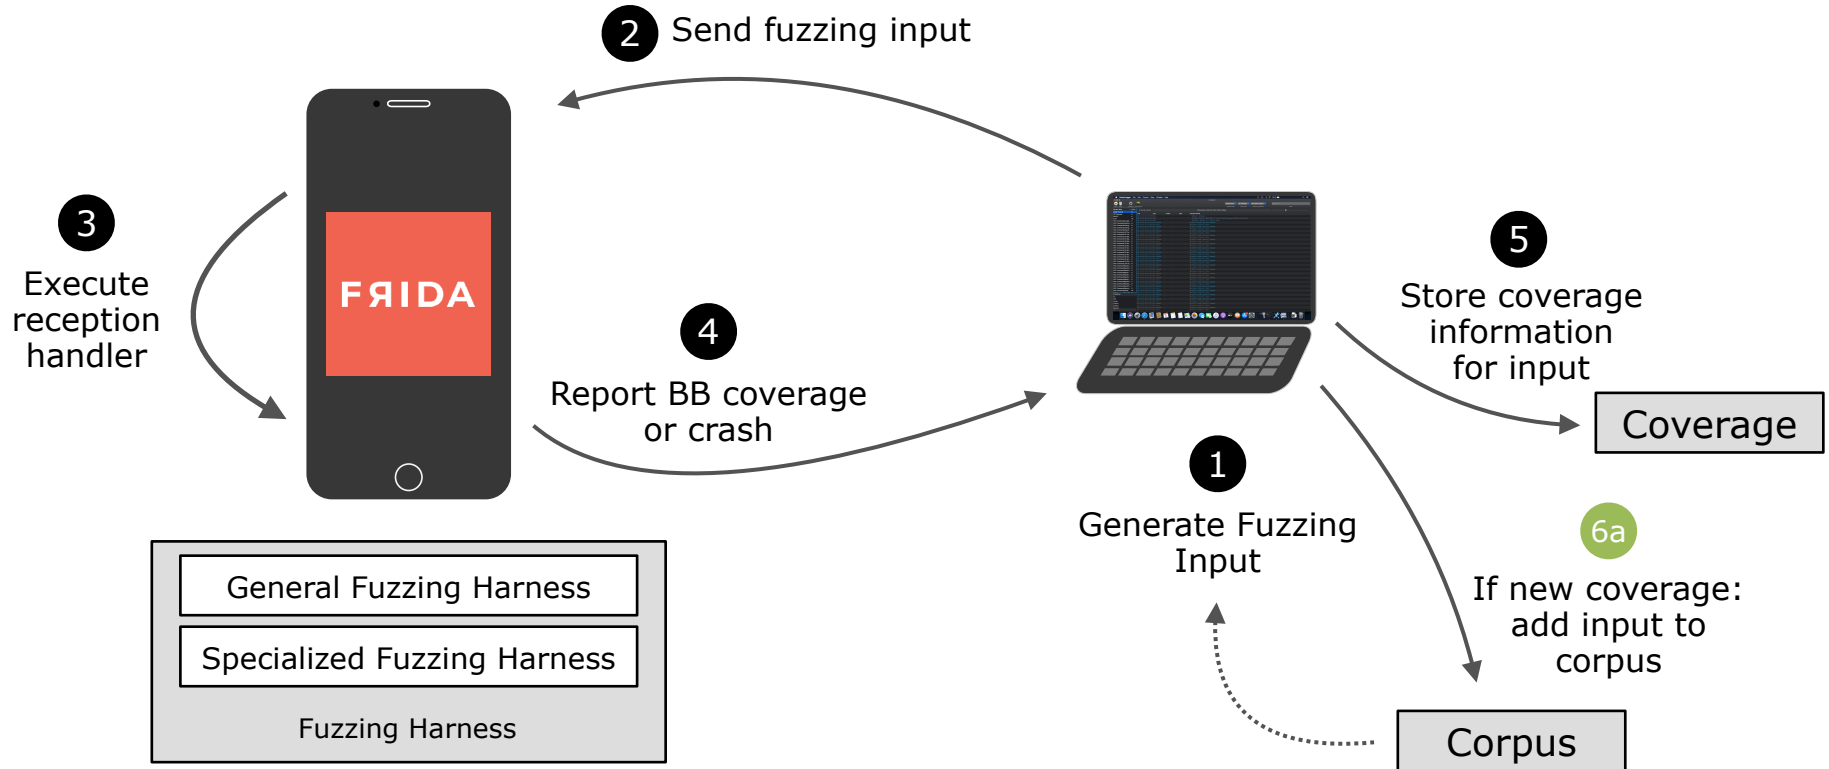 2 Send fuzzing input
3
Execute
reception
handler
FЯIDA
4
Report BB coverage
or crash
5
Store coverage
information
for input
Coverage
1
Generate Fuzzing
Input
6a
If new coverage:
add input to
corpus
Corpus
General Fuzzing Harness
Specialized Fuzzing Harness
Fuzzing Harness